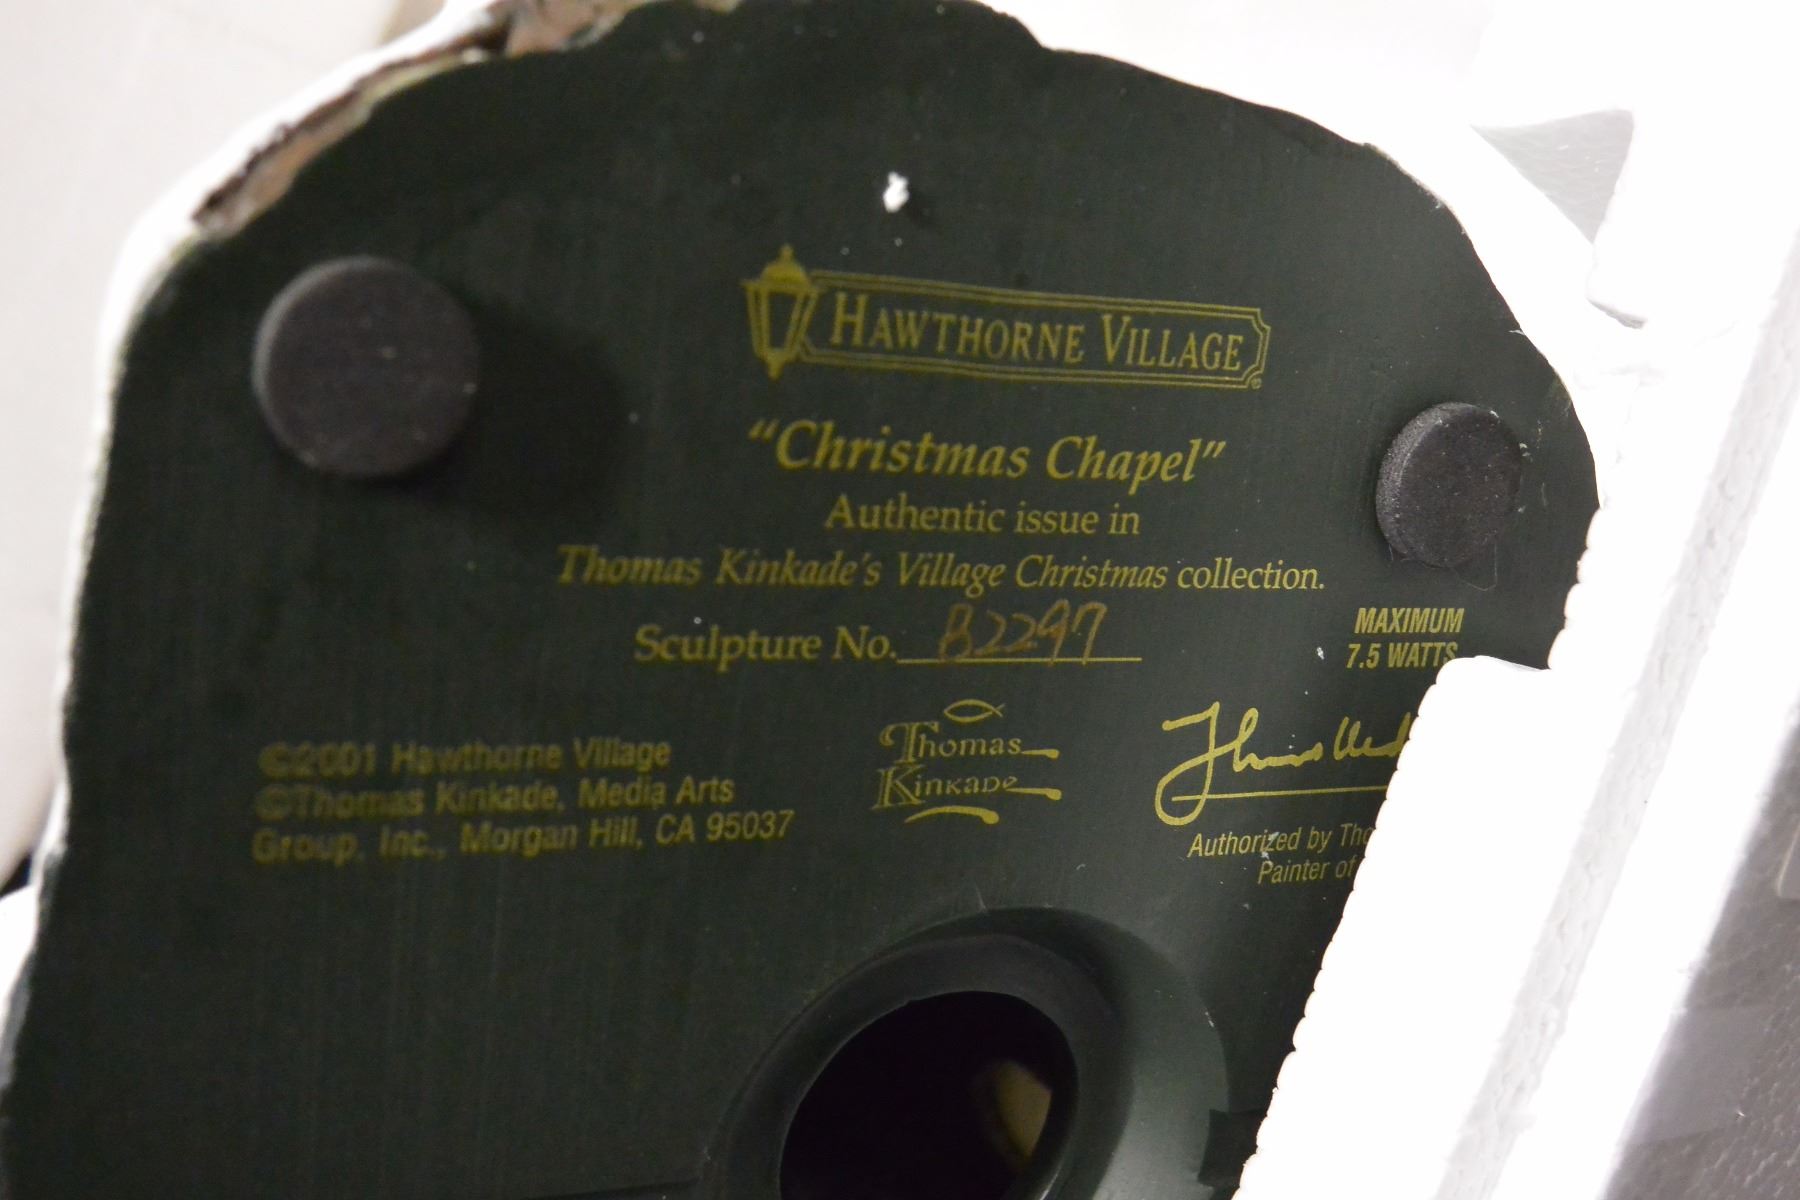 HAWTHORNE VILLAGE®
"Christmas Chapel"
Authentic issue in
Thomas Kinkade's Village Christmas collection.
Sculpture No. B2297
MAXIMUM
7.5 WATTS
©2001 Hawthorne Village
©Thomas Kinkade, Media Arts
Group, Inc., Morgan Hill, CA 95037
Thomas
Kinkade
Authorized by
Painter of